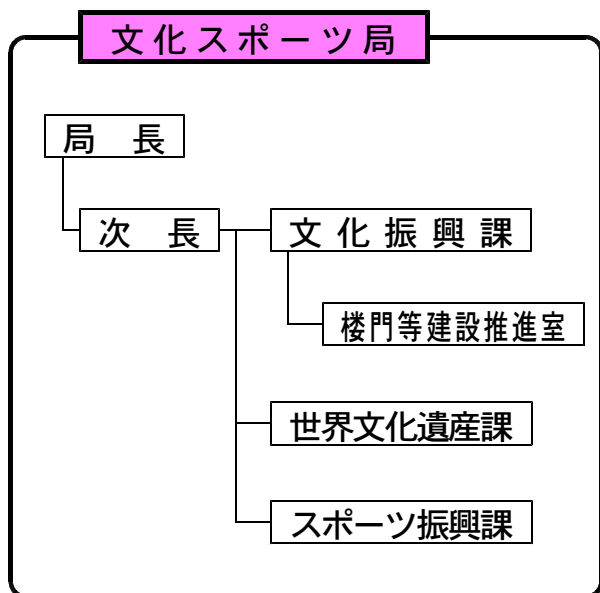 文化スポーツ局
局長
次長
文化振興課
楼門等建設推進室
世界文化遺産課
スポーツ振興課